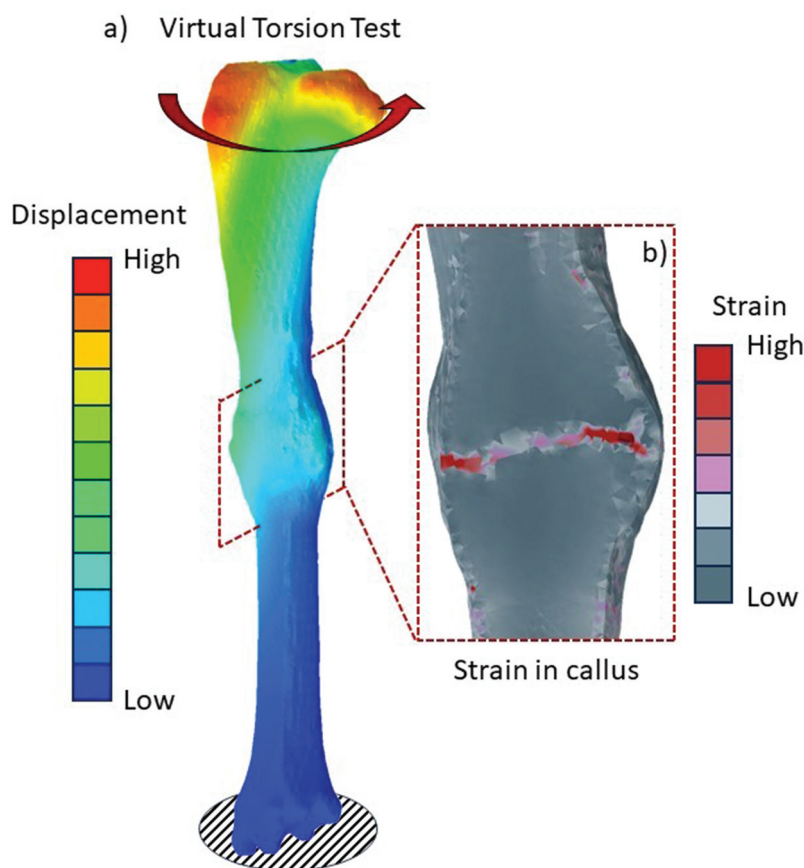 a) Virtual Torsion Test
Displacement
High
Low
b)
Strain
High
Low
Strain in callus